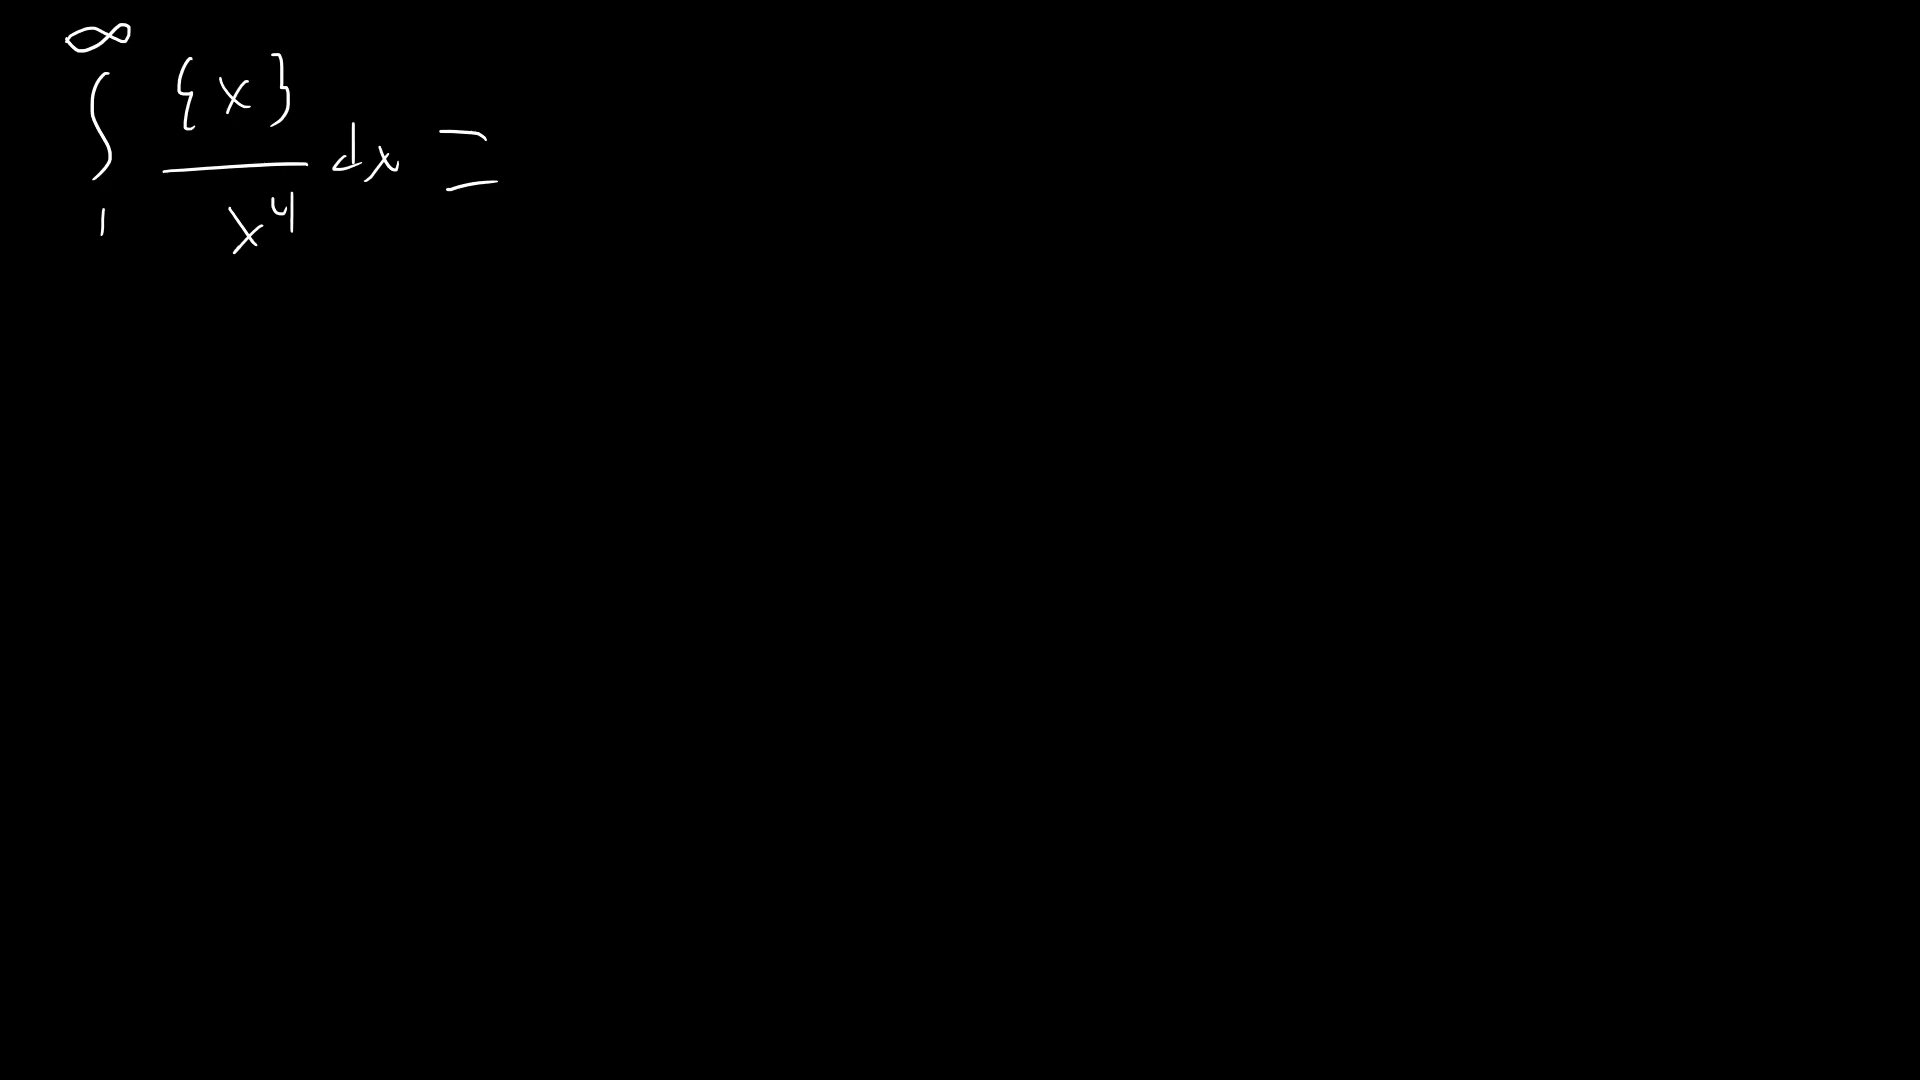 ∫₁^∞ {x}/x⁴ dx =